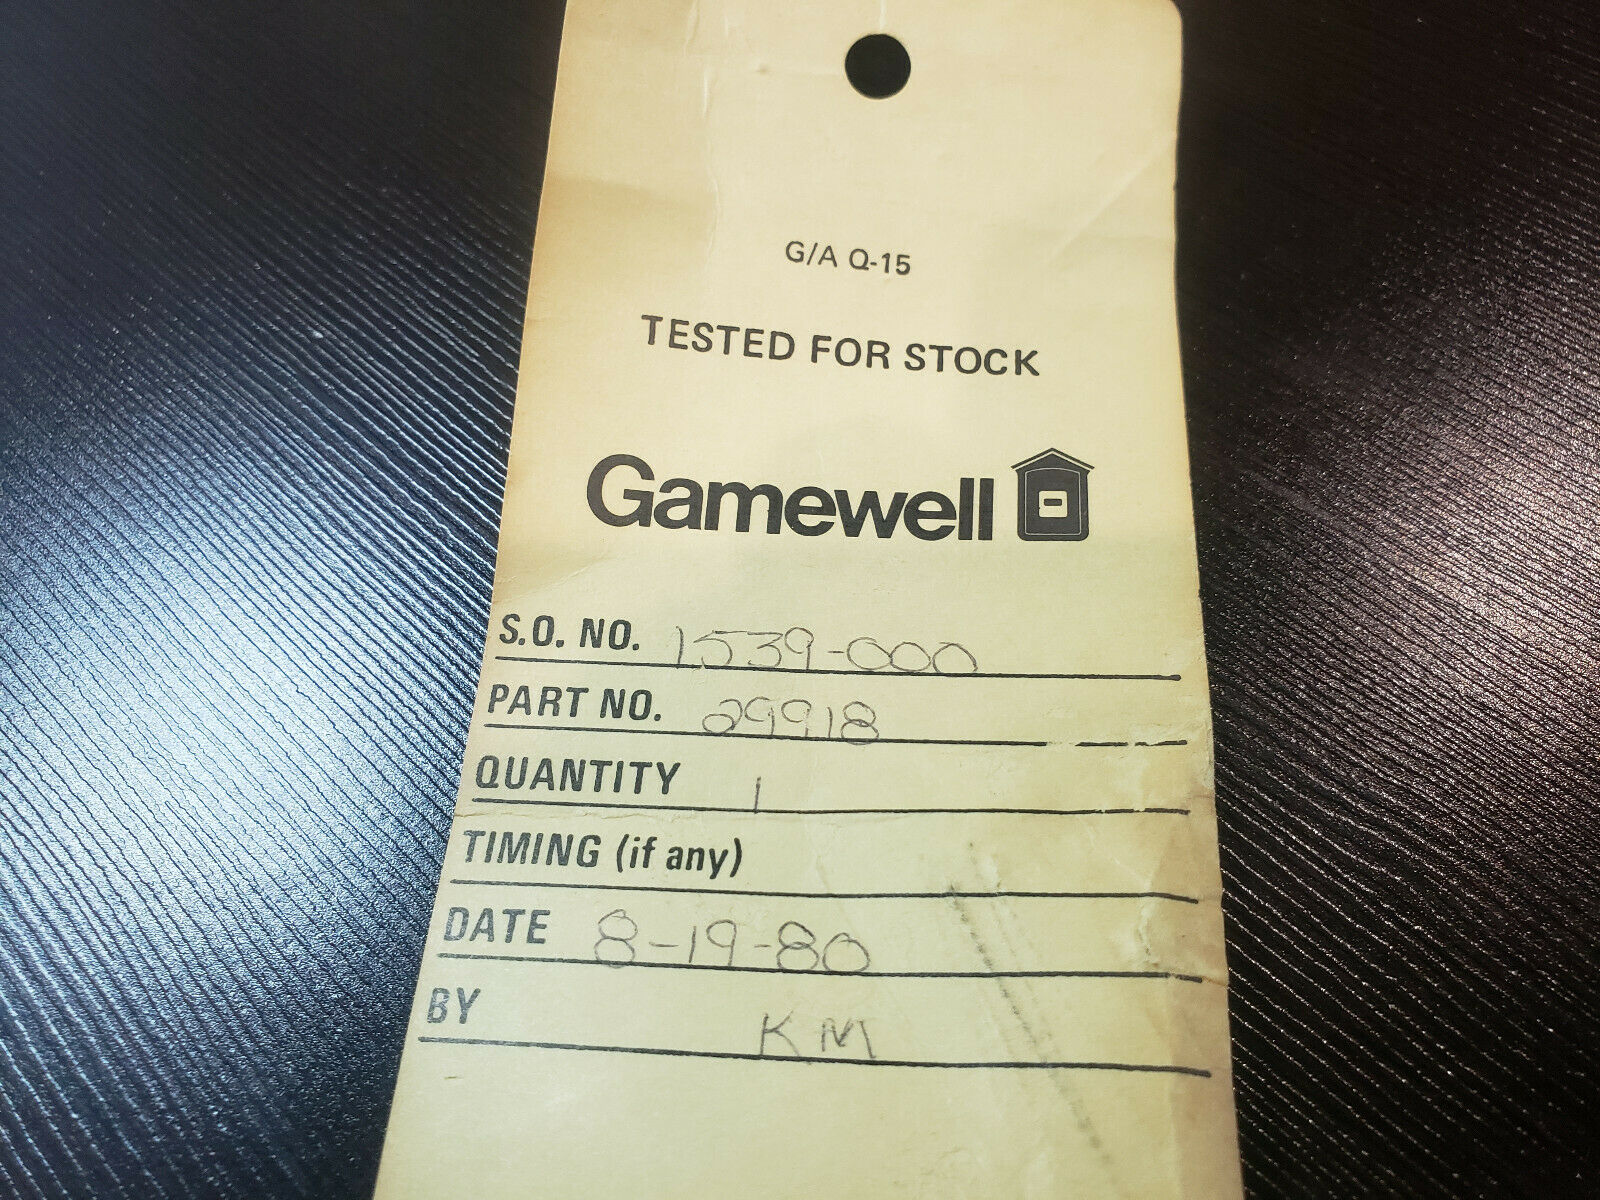 G/A Q-15
TESTED FOR STOCK
Gamewell
S.O. NO. 1539-000
PART NO. 29918
QUANTITY 1
TIMING (if any)
DATE 8-19-80
BY KM